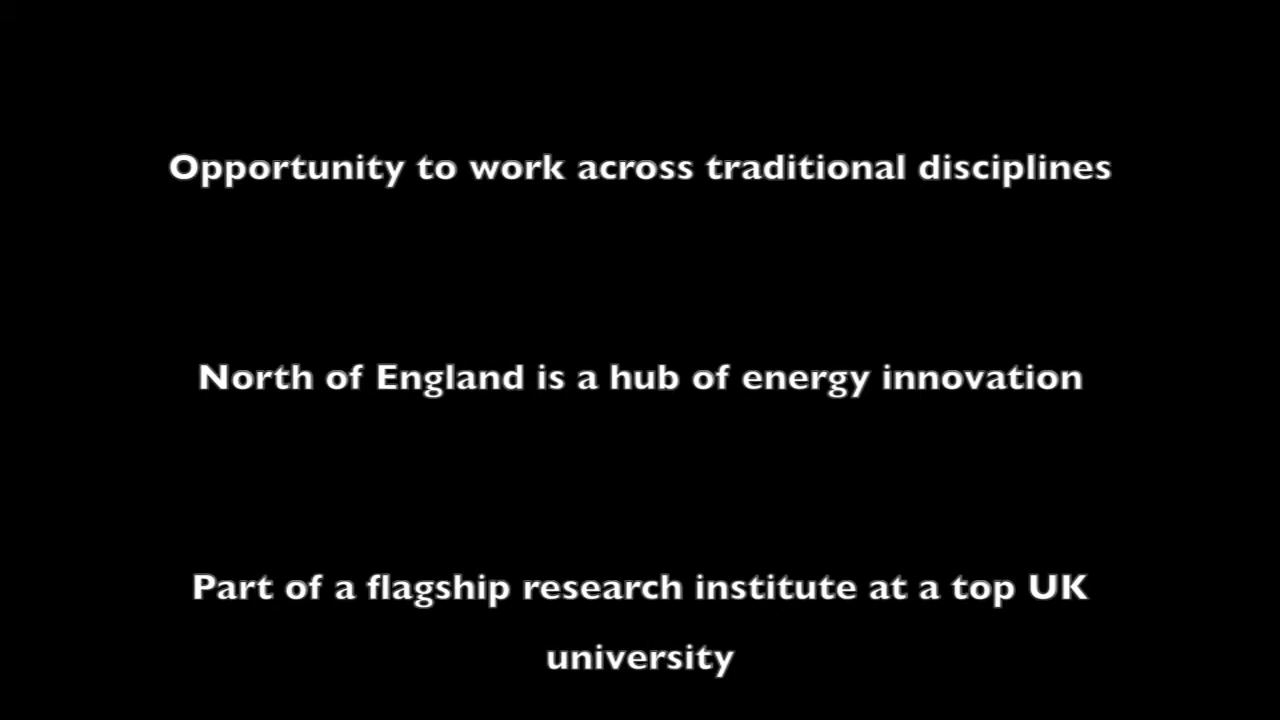 Opportunity to work across traditional disciplines
North of England is a hub of energy innovation
Part of a flagship research institute at a top UK
university